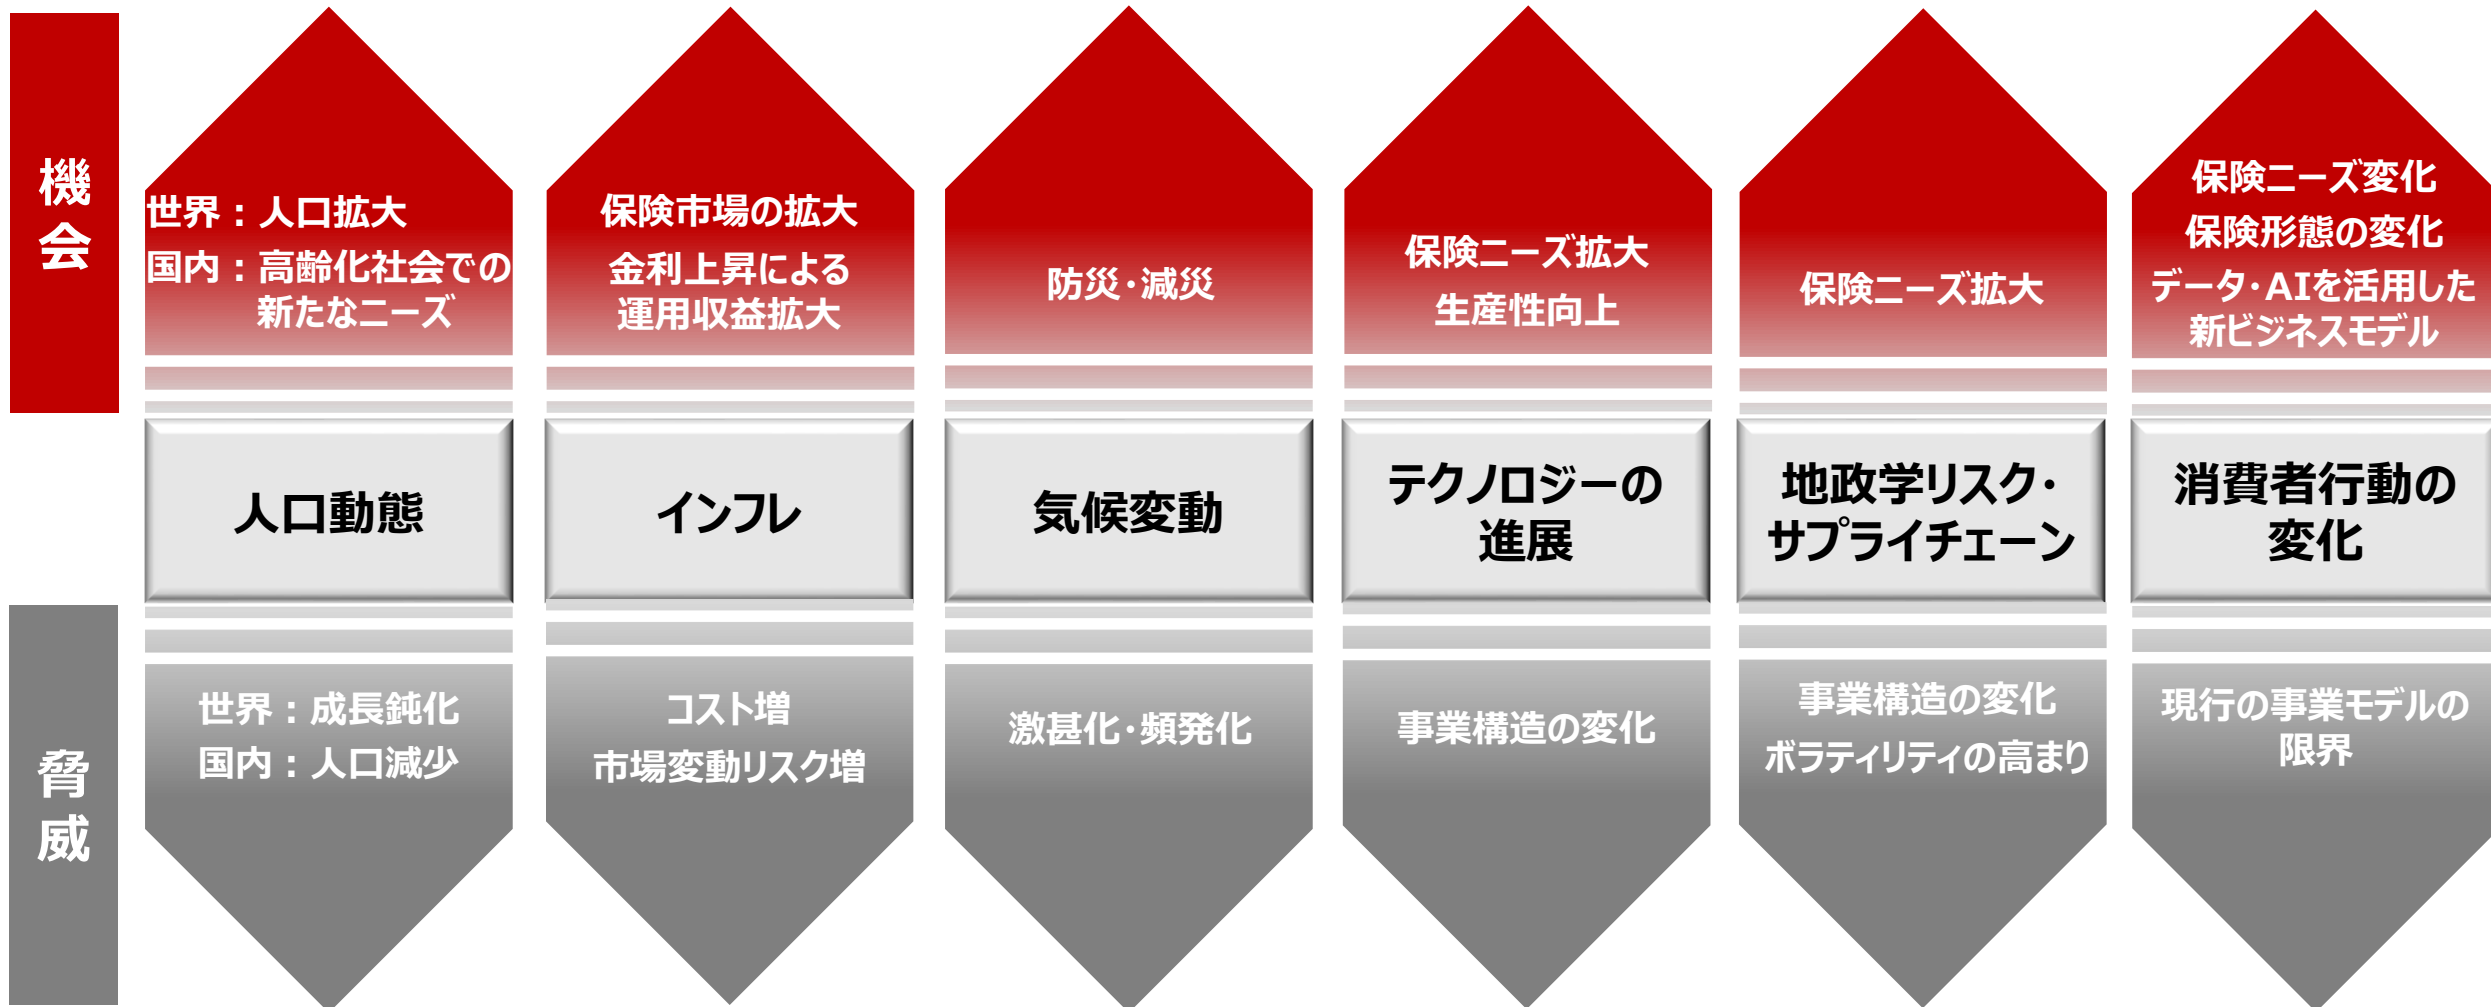 機会
世界：人口拡大
国内：高齢化社会での
新たなニーズ
保険市場の拡大
金利上昇による
運用収益拡大
防災・減災
保険ニーズ拡大
生産性向上
保険ニーズ拡大
保険ニーズ変化
保険形態の変化
データ・AIを活用した
新ビジネスモデル
人口動態
インフレ
気候変動
テクノロジーの
進展
地政学リスク・
サプライチェーン
消費者行動の
変化
脅威
世界：成長鈍化
国内：人口減少
コスト増
市場変動リスク増
激甚化・頻発化
事業構造の変化
事業構造の変化
ボラティリティの高まり
現行の事業モデルの
限界